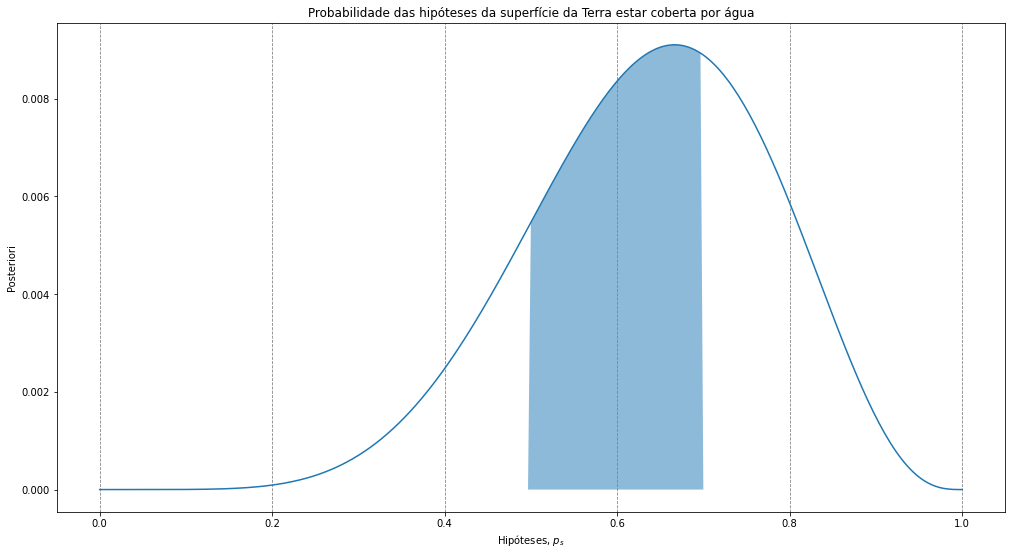 Probabilidade das hipóteses da superfície da Terra estar coberta por água
Posteriori
0.008
0.006
0.004
0.002
0.000
0.0 0.2 0.4 0.6 0.8 1.0
Hipóteses, pₛ